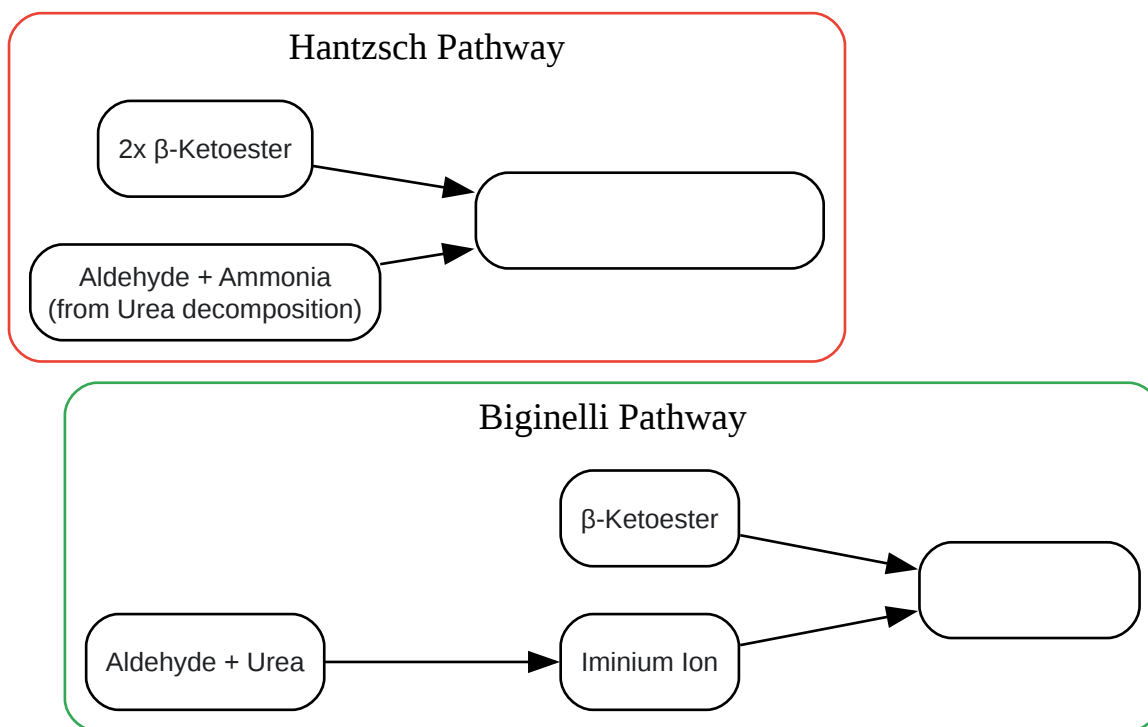 Hantzsch Pathway
2x β-Ketoester
Aldehyde + Ammonia
(from Urea decomposition)
Biginelli Pathway
β-Ketoester
Aldehyde + Urea
Iminium Ion